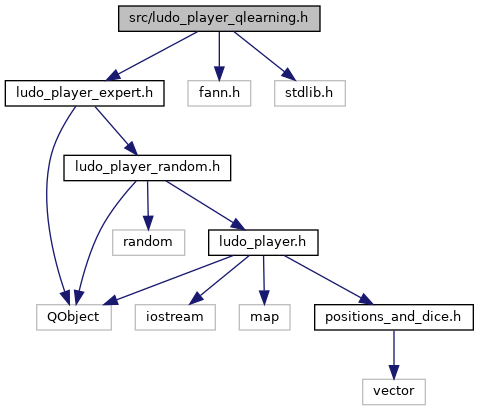 src/ludo_player_qlearning.h
ludo_player_expert.h
fann.h
stdlib.h
ludo_player_random.h
random
ludo_player.h
QObject
iostream
map
positions_and_dice.h
vector